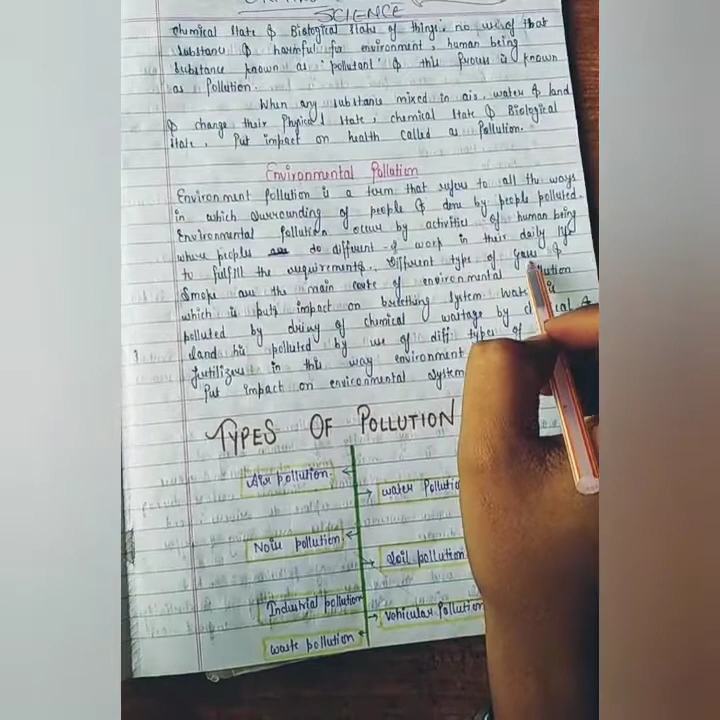 SCIENCE
chemical state & Biological state of things, no use of that
substance & harmful for environment, human being
substance known as 'pollutant' & this process is known
as Pollution.
When any substance mixed in air, water & land
& change their Physical state, chemical state & Biological
state, Put impact on health called as Pollution.
Environmental Pollution
Environment Pollution is a term that refers to all the ways
in which surrounding of people & done by people polluted.
Environmental Pollution occur by activities of human being
where peoples do different - 2 work in their daily life
to fulfill the requirements. Different type of gases &
Smoke are the main cause of environmental Pollution
which is puts impact on breathing system water is
polluted by of chemical wastage by &
land his polluted by use of diff. types of
fertilizers in this way environment
Put impact on environmental system
TYPES OF POLLUTION
Air pollution
water Pollutio
Noise pollution
Soil pollution
Industrial pollution
vehicular Pollution
waste pollution